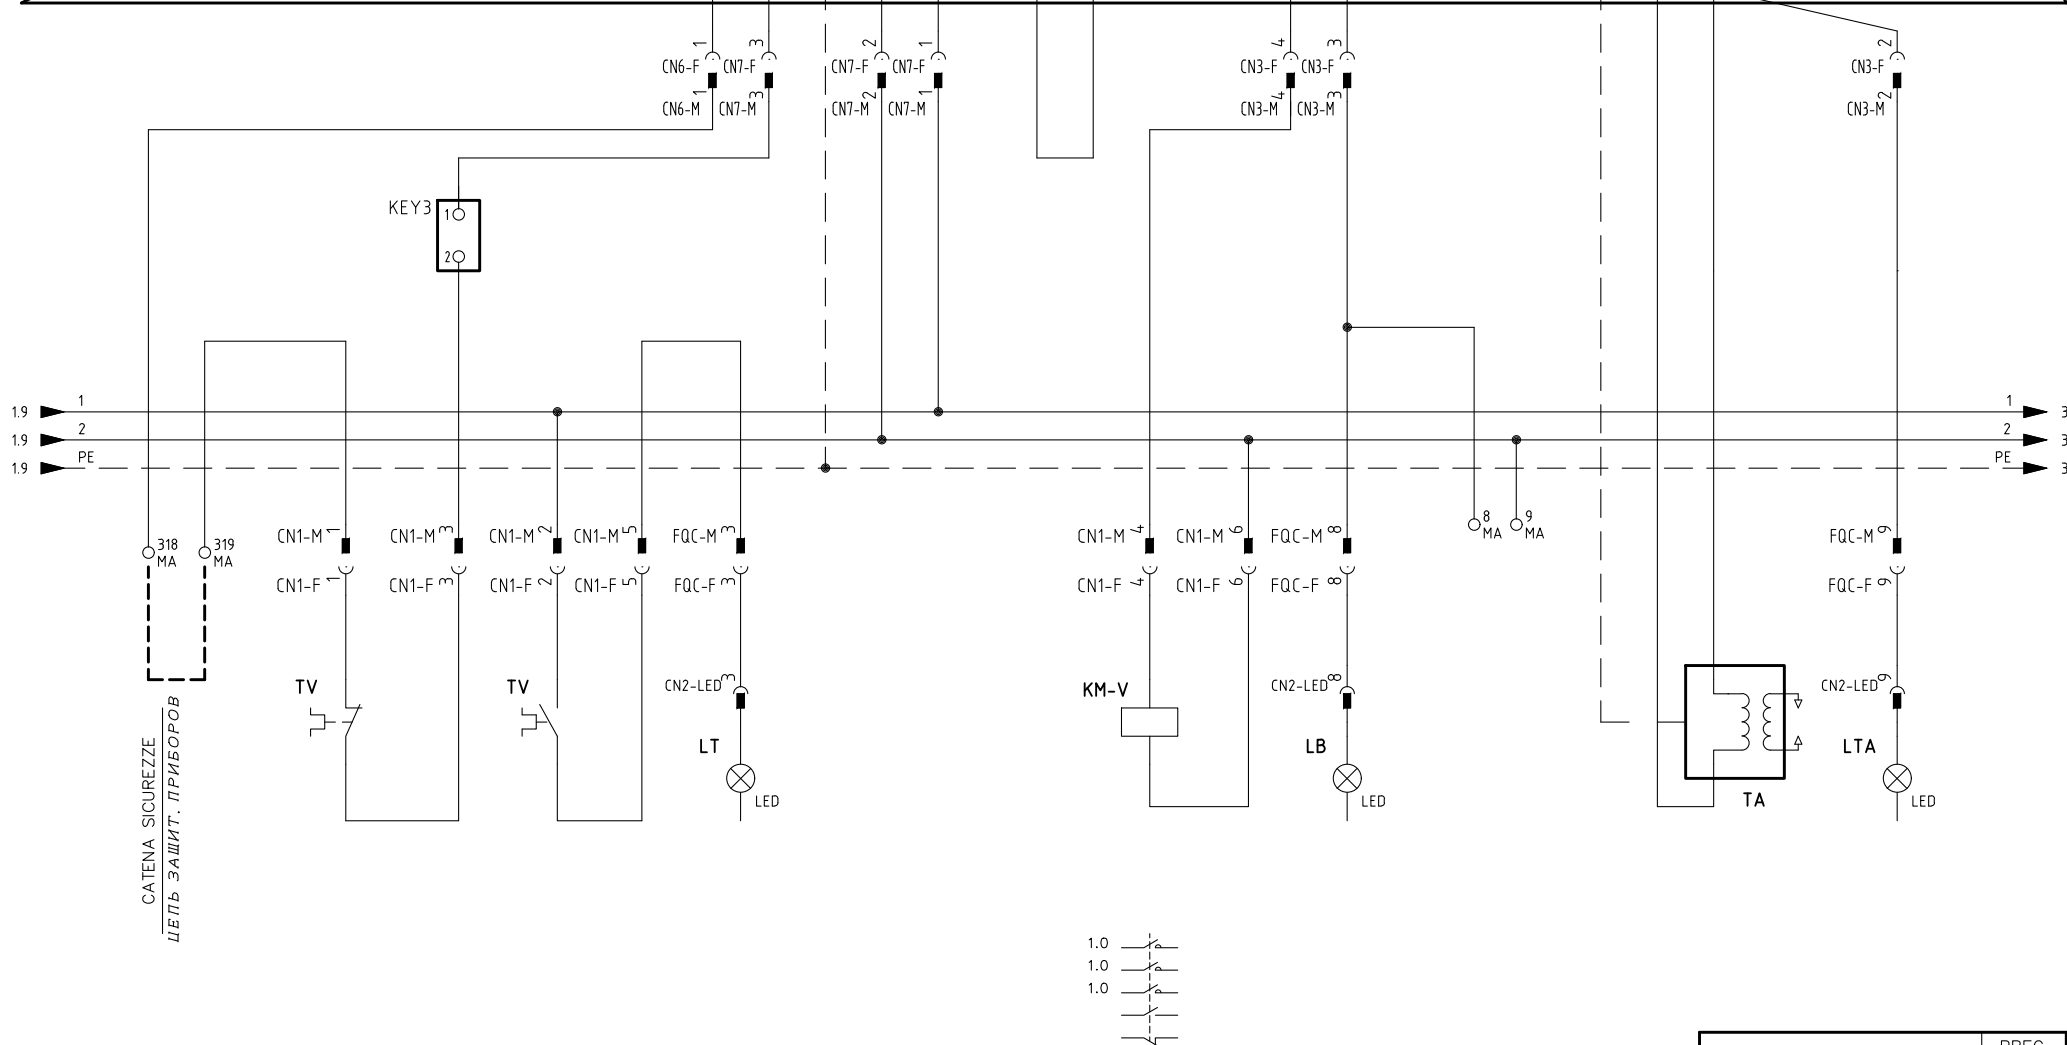 1 3 2 1 4 3 2
CN6-F CN7-F CN7-F CN7-F CN3-F CN3-F CN3-F
1 3 2 1 4 3 2
CN6-M CN7-M CN7-M CN7-M CN3-M CN3-M CN3-M
KEY3 1
2
1.9 1 1 3
1.9 2 2 3
1.9 PE PE 3
318 MA
319 MA
8 MA
9 MA
CN1-M 1 CN1-M 3 CN1-M 2 CN1-M 5 FQC-M 3 CN1-M 4 CN1-M 6 FQC-M 8 FQC-M 9
CN1-F 1 CN1-F 3 CN1-F 2 CN1-F 5 FQC-F 3 CN1-F 4 CN1-F 6 FQC-F 8 FQC-F 9
TV TV CN2-LED 3 KM-V CN2-LED 8 CN2-LED 9
LT LB LTA
LED LED TA LED
CATENA SICUREZZE
ЦЕПЬ ЗАЩИТ. ПРИБОРОВ
1.0
1.0
1.0